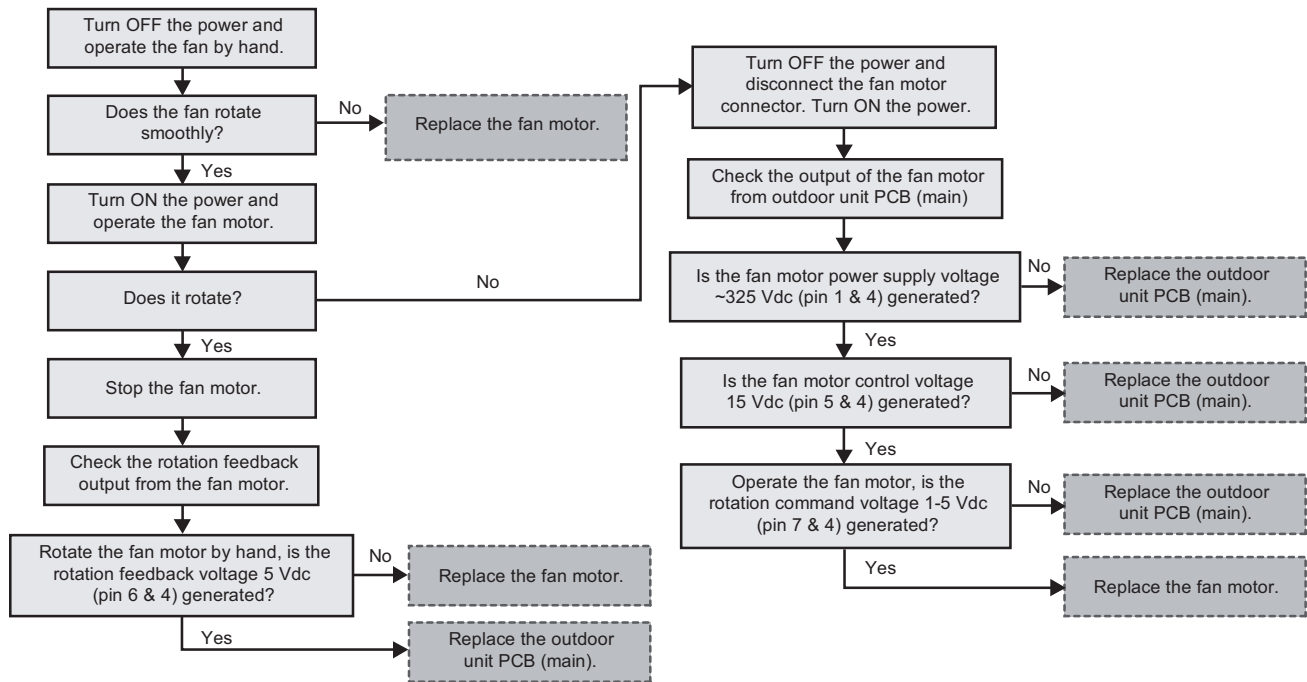 Turn OFF the power and
operate the fan by hand.
Does the fan rotate
smoothly?
No
Replace the fan motor.
Yes
Turn ON the power and
operate the fan motor.
Does it rotate?
No
Yes
Stop the fan motor.
Check the rotation feedback
output from the fan motor.
Rotate the fan motor by hand, is the
rotation feedback voltage 5 Vdc
(pin 6 & 4) generated?
No
Replace the fan motor.
Yes
Replace the outdoor
unit PCB (main).
Turn OFF the power and
disconnect the fan motor
connector. Turn ON the power.
Check the output of the fan motor
from outdoor unit PCB (main)
Is the fan motor power supply voltage
~325 Vdc (pin 1 & 4) generated?
No
Replace the outdoor
unit PCB (main).
Yes
Is the fan motor control voltage
15 Vdc (pin 5 & 4) generated?
No
Replace the outdoor
unit PCB (main).
Yes
Operate the fan motor, is the
rotation command voltage 1-5 Vdc
(pin 7 & 4) generated?
No
Replace the outdoor
unit PCB (main).
Yes
Replace the fan motor.